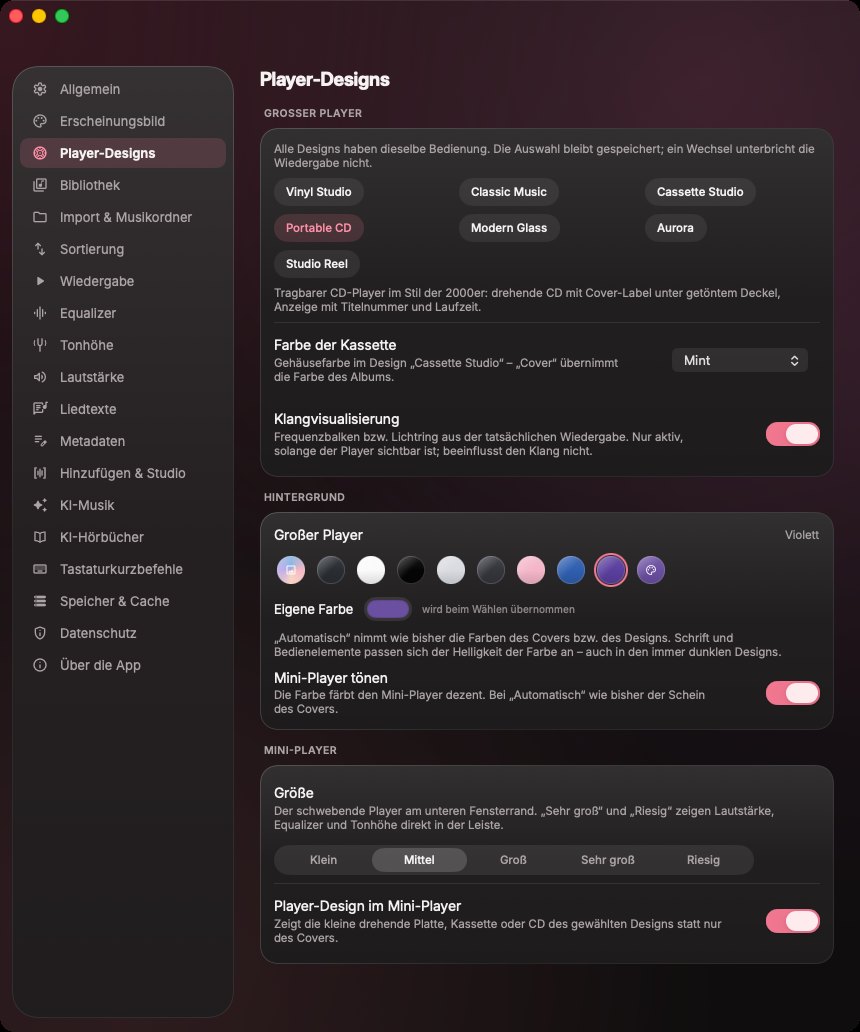 Allgemein
Erscheinungsbild
Player-Designs
Bibliothek
Import & Musikordner
Sortierung
Wiedergabe
Equalizer
Tonhöhe
Lautstärke
Liedtexte
Metadaten
Hinzufügen & Studio
KI-Musik
KI-Hörbücher
Tastaturkurzbefehle
Speicher & Cache
Datenschutz
Über die App
Player-Designs
GROSSER PLAYER
Alle Designs haben dieselbe Bedienung. Die Auswahl bleibt gespeichert; ein Wechsel unterbricht die
Wiedergabe nicht.
Vinyl Studio Classic Music Cassette Studio
Portable CD Modern Glass Aurora
Studio Reel
Tragbarer CD-Player im Stil der 2000er: drehende CD mit Cover-Label unter getöntem Deckel,
Anzeige mit Titelnummer und Laufzeit.
Farbe der Kassette
Gehäusefarbe im Design „Cassette Studio“ – „Cover“ übernimmt
die Farbe des Albums.
Mint
Klangvisualisierung
Frequenzbalken bzw. Lichtring aus der tatsächlichen Wiedergabe. Nur aktiv,
solange der Player sichtbar ist; beeinflusst den Klang nicht.
HINTERGRUND
Großer Player Violett
Eigene Farbe wird beim Wählen übernommen
„Automatisch“ nimmt wie bisher die Farben des Covers bzw. des Designs. Schrift und
Bedienelemente passen sich der Helligkeit der Farbe an – auch in den immer dunklen Designs.
Mini-Player tönen
Die Farbe färbt den Mini-Player dezent. Bei „Automatisch“ wie bisher der Schein
des Covers.
MINI-PLAYER
Größe
Der schwebende Player am unteren Fensterrand. „Sehr groß“ und „Riesig“ zeigen Lautstärke,
Equalizer und Tonhöhe direkt in der Leiste.
Klein Mittel Groß Sehr groß Riesig
Player-Design im Mini-Player
Zeigt die kleine drehende Platte, Kassette oder CD des gewählten Designs statt nur
des Covers.